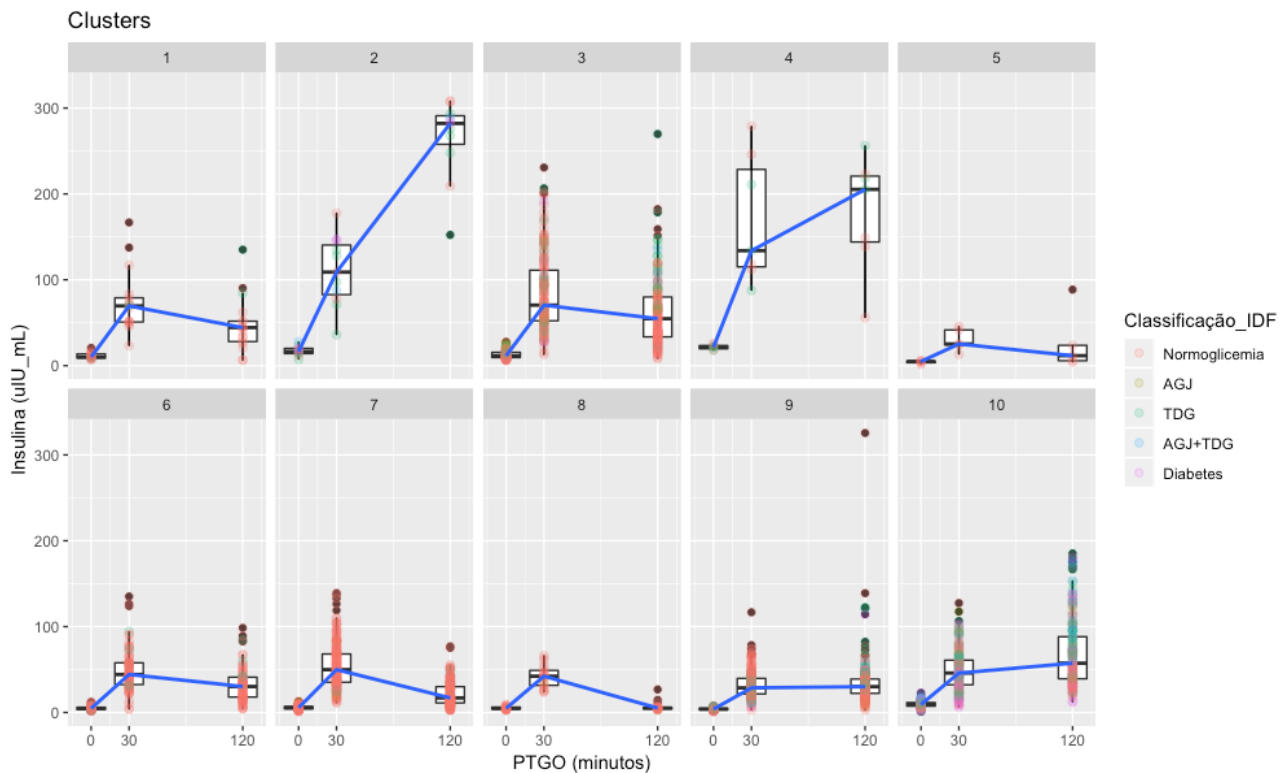 Clusters
1 2 3 4 5
300
200
100
0
6 7 8 9 10
300
200
100
0
0 30 120 0 30 120 0 30 120 0 30 120 0 30 120
PTGO (minutos)
Insulina (uIU_mL)
Classificação_IDF
Normoglicemia
AGJ
TDG
AGJ+TDG
Diabetes